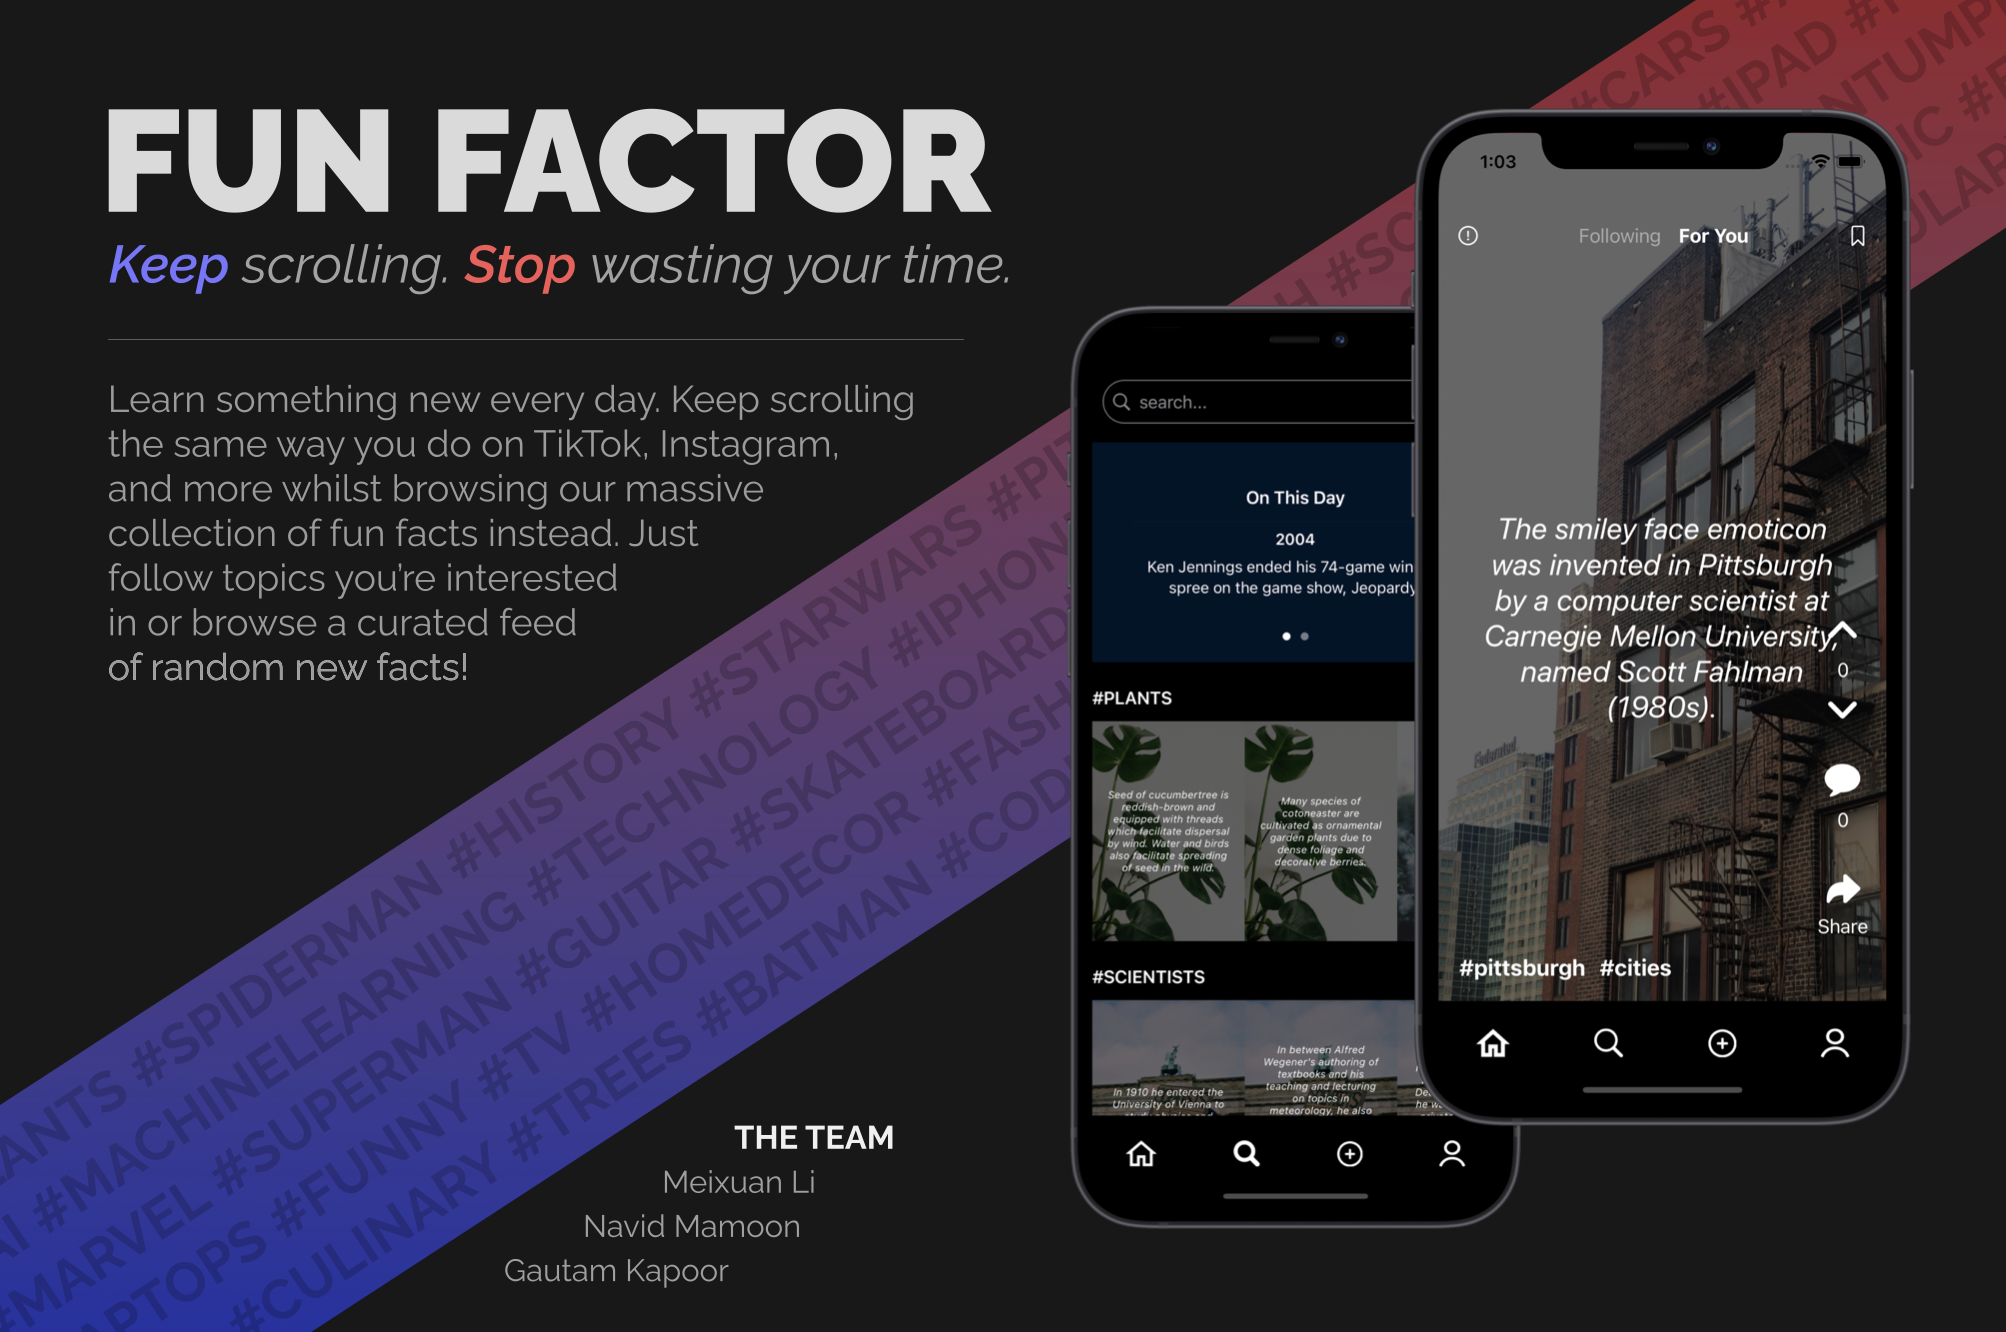 FUN FACTOR
Keep scrolling. Stop wasting your time.
Learn something new every day. Keep scrolling
the same way you do on TikTok, Instagram,
and more whilst browsing our massive
collection of fun facts instead. Just
follow topics you're interested
in or browse a curated feed
of random new facts!
THE TEAM
Meixuan Li
Navid Mamoon
Gautam Kapoor
search...
On This Day
2004
Ken Jennings ended his 74-game win
spree on the game show, Jeopardy
#PLANTS
Seed of cucumbertree is
reddish-brown and
equipped with threads
which facilitate dispersal
by wind. Water and birds
also facilitate spreading
of seed in the wild.
Many species of
cotoneaster are
cultivated as ornamental
garden plants due to
dense foliage and
decorative berries.
#SCIENTISTS
In 1910 he entered the
University of Vienna to
In between Alfred
Wegener's authoring of
textbooks and his
teaching and lecturing
on topics in
meteorology, he also
he
1:03
Following For You
The smiley face emoticon
was invented in Pittsburgh
by a computer scientist at
Carnegie Mellon University,
named Scott Fahlman
(1980s).
0
0
Share
#pittsburgh #cities
Federated
#CARS
#IPAD
ANTS #SPIDERMAN #HISTORY #STARWARS #PIT
AI #MACHINELEARNING #TECHNOLOGY #IPHON
#MARVEL #SUPERMAN #GUITAR #SKATEBOARD
APTOPS #FUNNY #TV #HOMEDECOR #FASH
#CULINARY #TREES #BATMAN #COD